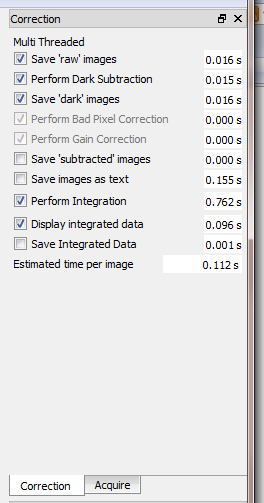 Correction
Multi Threaded
Save 'raw' images 0.016 s
Perform Dark Subtraction 0.015 s
Save 'dark' images 0.016 s
Perform Bad Pixel Correction 0.000 s
Perform Gain Correction 0.000 s
Save 'subtracted' images 0.000 s
Save images as text 0.155 s
Perform Integration 0.762 s
Display integrated data 0.096 s
Save Integrated Data 0.001 s
Estimated time per image 0.112 s
Correction Acquire